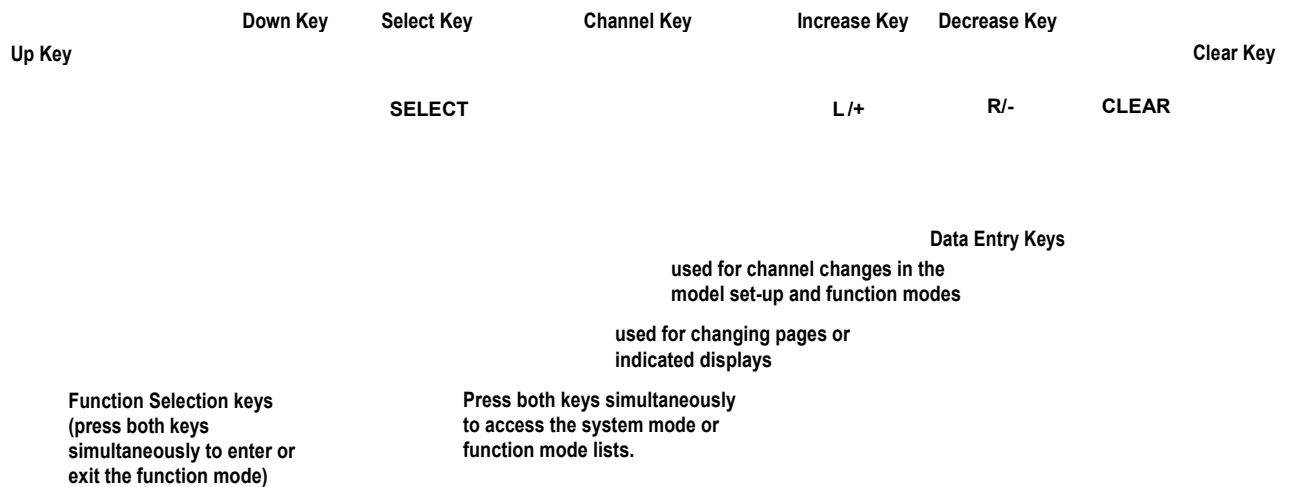 Down Key
Select Key
Channel Key
Increase Key
Decrease Key
Up Key
Clear Key
SELECT
L /+
R/-
CLEAR
Data Entry Keys
used for channel changes in the
model set-up and function modes
used for changing pages or
indicated displays
Function Selection keys
(press both keys
simultaneously to enter or
exit the function mode)
Press both keys simultaneously
to access the system mode or
function mode lists.